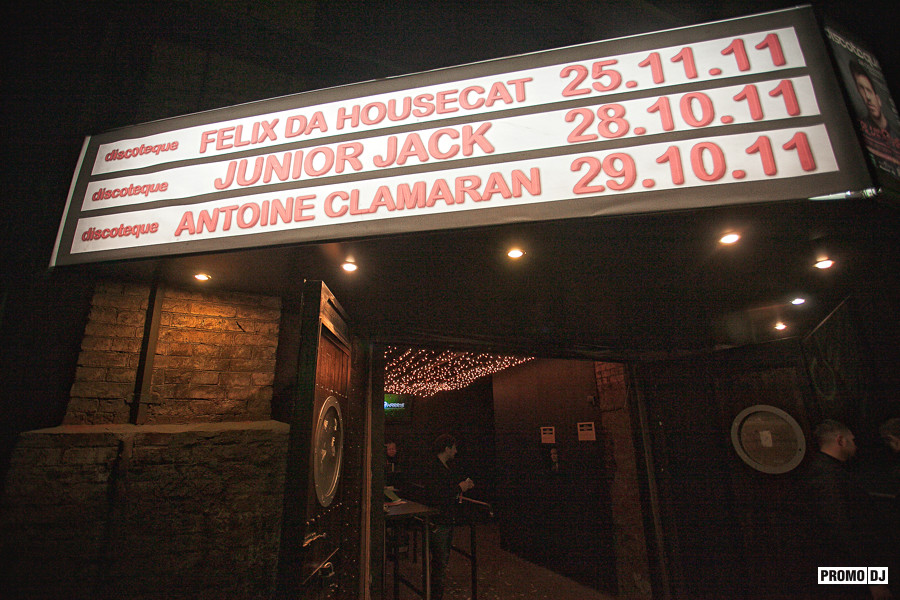 discoteque FELIX DA HOUSECAT 25.11.11
discoteque JUNIOR JACK 28.10.11
discoteque ANTOINE CLAMARAN 29.10.11
DISCOTEQUE
PROMO DJ